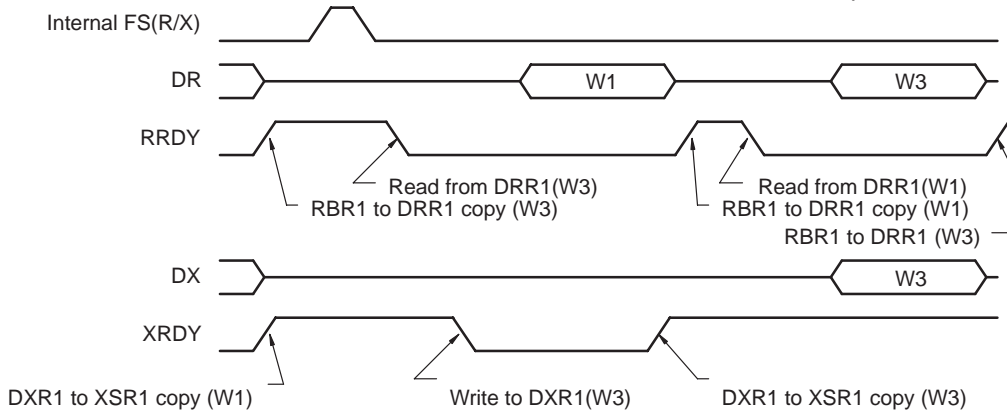 Internal FS(R/X)
DR
W1
W3
RRDY
Read from DRR1(W3)
RBR1 to DRR1 copy (W3)
Read from DRR1(W1)
RBR1 to DRR1 copy (W1)
RBR1 to DRR1 (W3)
DX
W3
XRDY
DXR1 to XSR1 copy (W1)
Write to DXR1(W3)
DXR1 to XSR1 copy (W3)